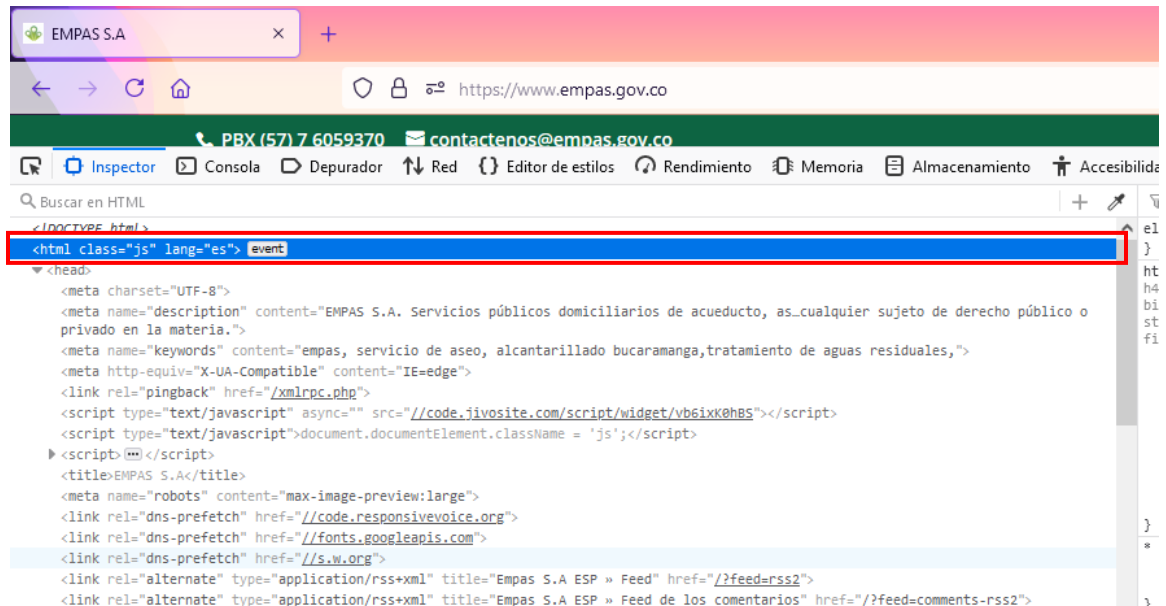 EMPAS S.A
https://www.empas.gov.co
PBX (57) 7 6059370 contactenos@empas.gov.co
Inspector Consola Depurador Red Editor de estilos Rendimiento Memoria Almacenamiento Accesibilida
Buscar en HTML
<!DOCTYPE html>
<html class="js" lang="es"> event
<head>
<meta charset="UTF-8">
<meta name="description" content="EMPAS S.A. Servicios públicos domiciliarios de acueducto, as…cualquier sujeto de derecho público o
privado en la materia.">
<meta name="keywords" content="empas, servicio de aseo, alcantarillado bucaramanga,tratamiento de aguas residuales,">
<meta http-equiv="X-UA-Compatible" content="IE=edge">
<link rel="pingback" href="/xmlrpc.php">
<script type="text/javascript" async="" src="//code.jivosite.com/script/widget/vb6ixK0hBS"></script>
<script type="text/javascript">document.documentElement.className = 'js';</script>
<script>…</script>
<title>EMPAS S.A</title>
<meta name="robots" content="max-image-preview:large">
<link rel="dns-prefetch" href="//code.responsivevoice.org">
<link rel="dns-prefetch" href="//fonts.googleapis.com">
<link rel="dns-prefetch" href="//s.w.org">
<link rel="alternate" type="application/rss+xml" title="Empas S.A ESP » Feed" href="/?feed=rss2">
<link rel="alternate" type="application/rss+xml" title="Empas S.A ESP » Feed de los comentarios" href="/?feed=comments-rss2">
el
}
ht
h4
bi
st
fi
}
*
}